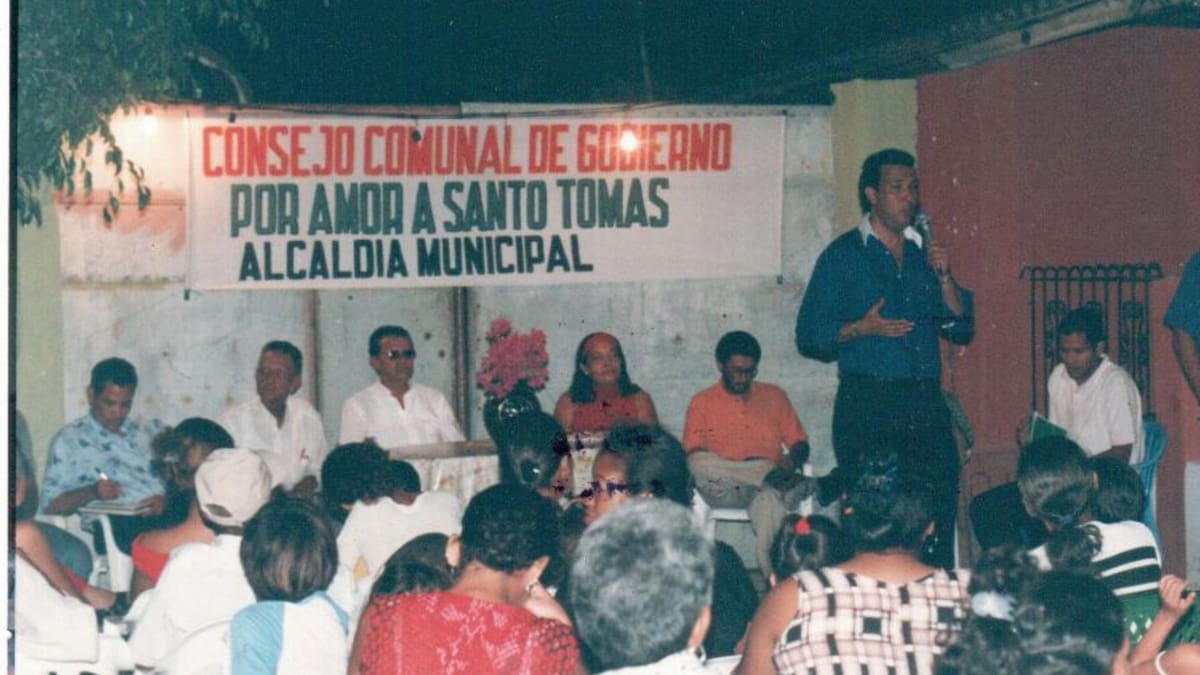 CONSEJO COMUNAL DE GOBIERNO
POR AMOR A SANTO TOMAS
ALCALDIA MUNICIPAL